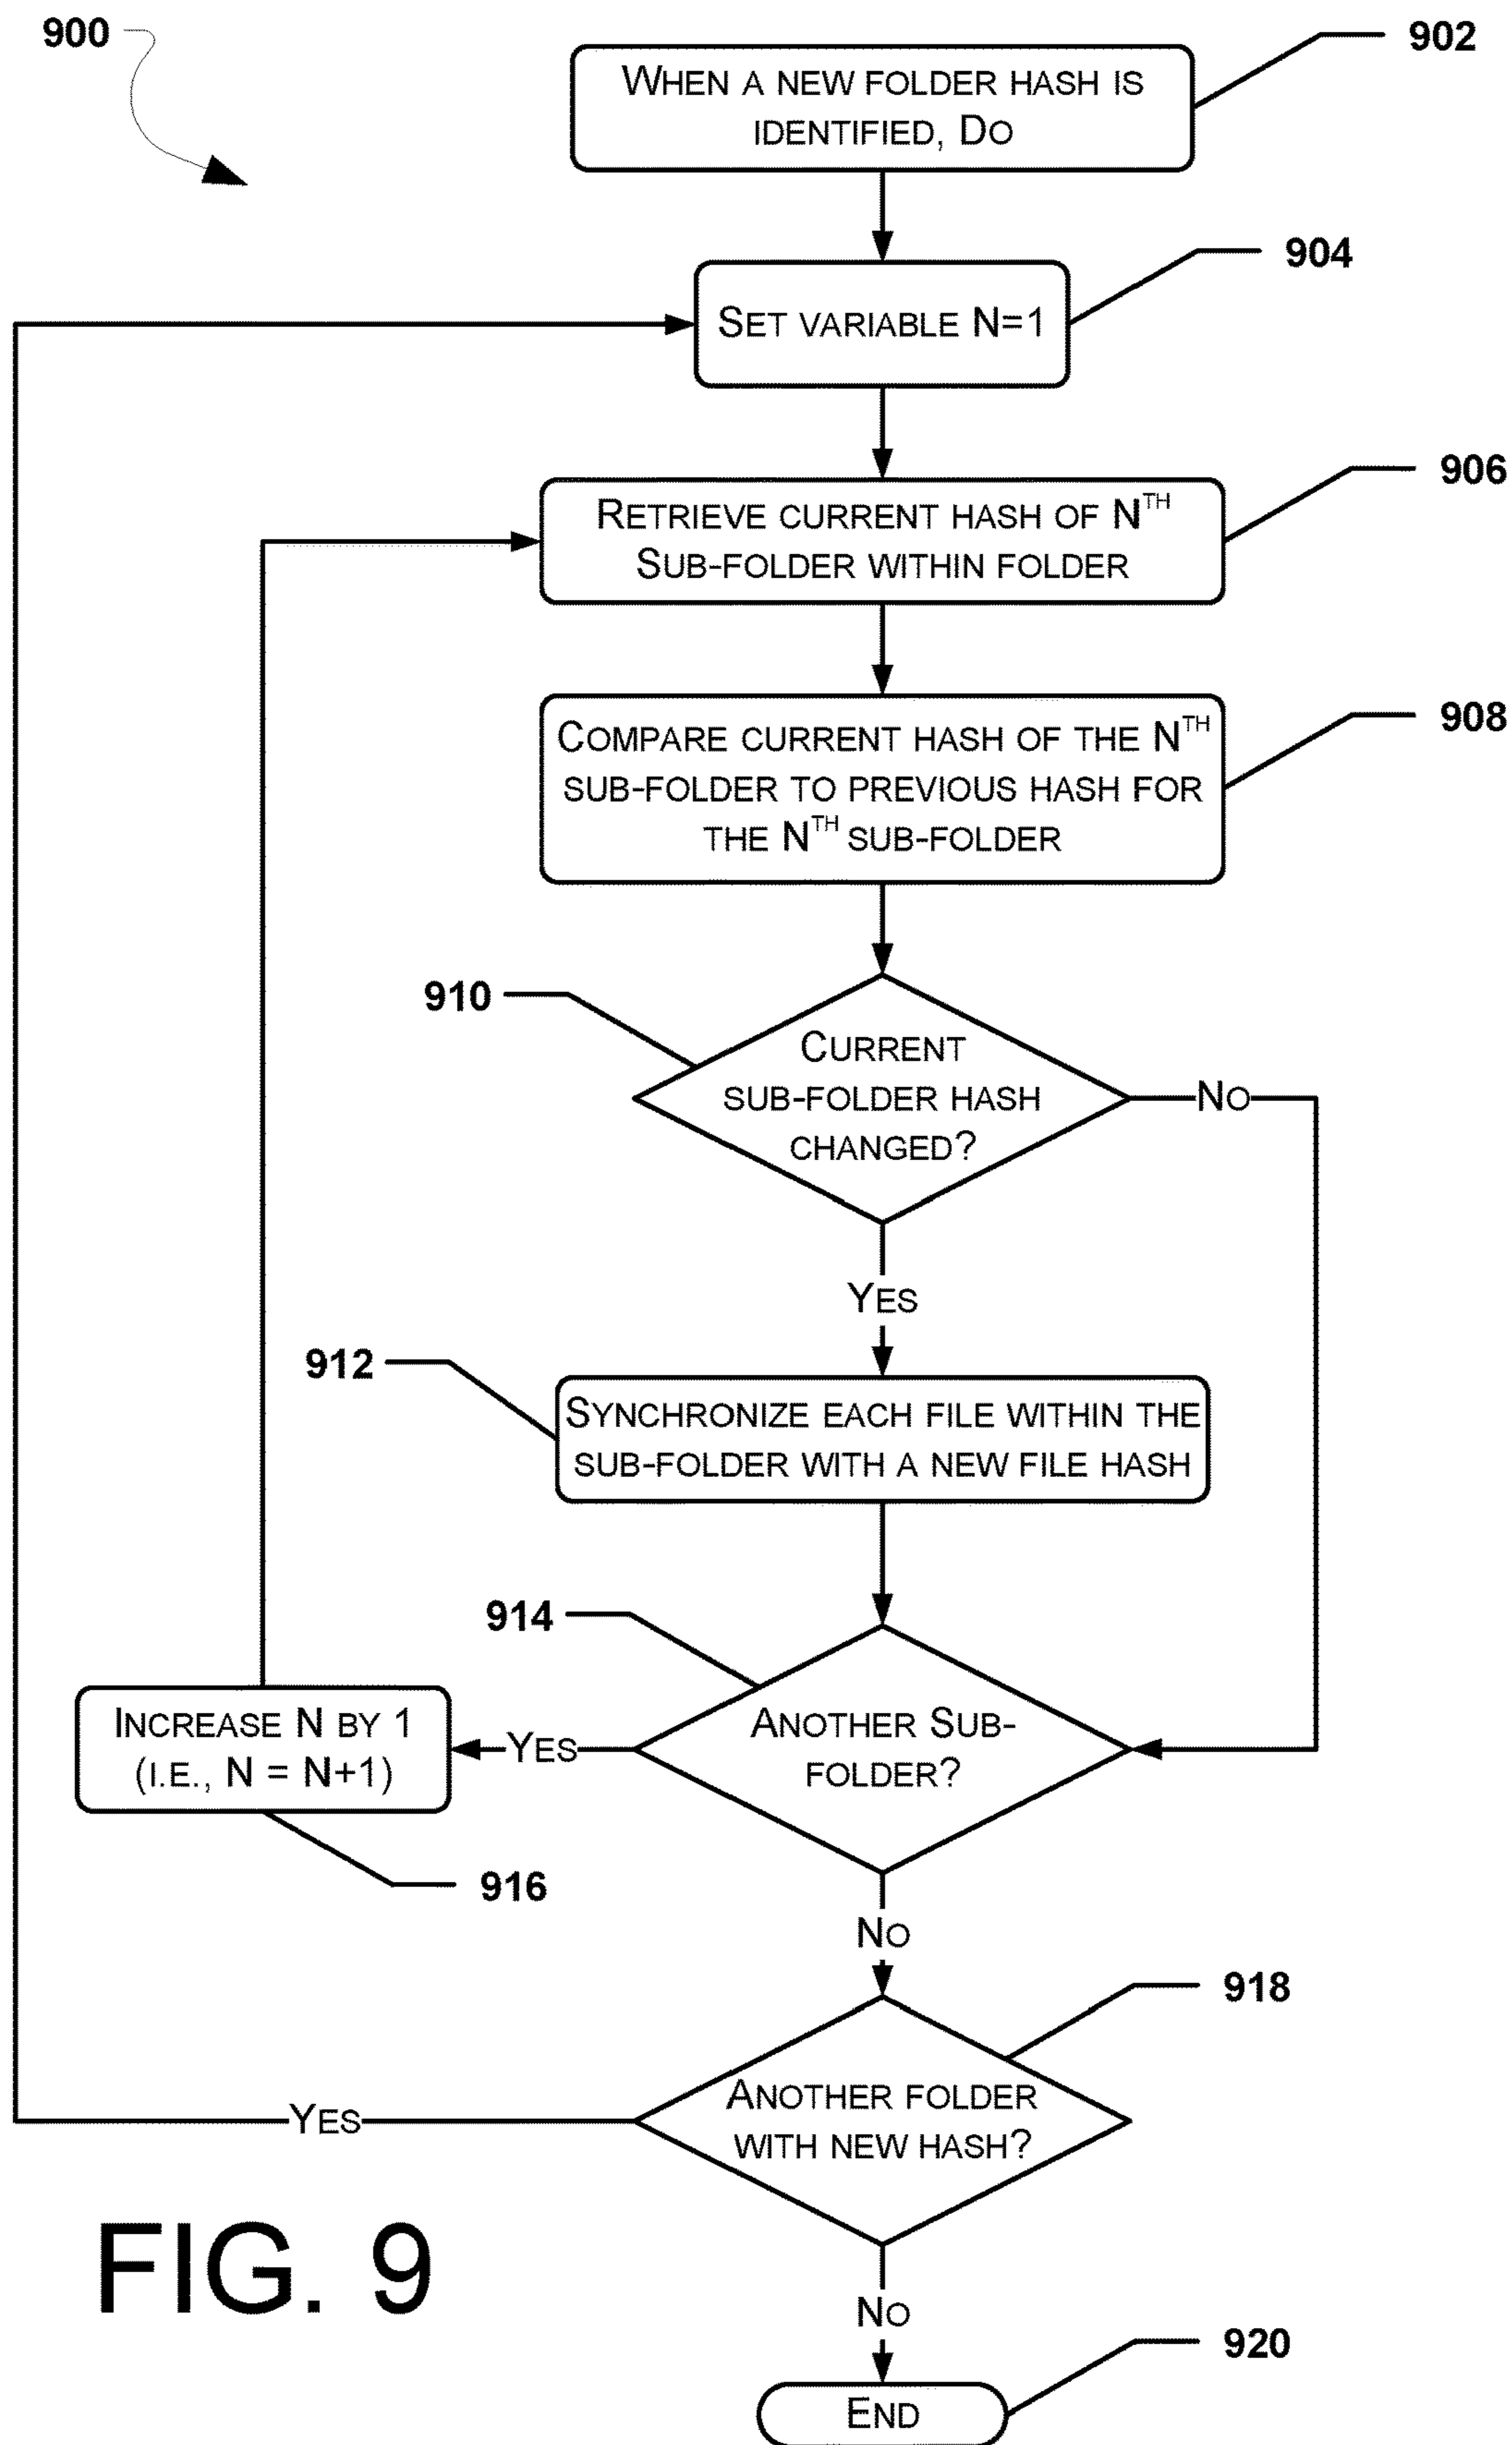 900
902
When a new folder hash is
identified, Do
904
Set variable N=1
906
Retrieve current hash of Nth
Sub-folder within folder
908
Compare current hash of the Nth
sub-folder to previous hash for
the Nth sub-folder
910
Current
sub-folder hash
changed?
No
Yes
912
Synchronize each file within the
sub-folder with a new file hash
914
Another Sub-
folder?
Yes
Increase N by 1
(i.e., N = N+1)
916
No
918
Another folder
with new hash?
Yes
No
920
End
FIG. 9